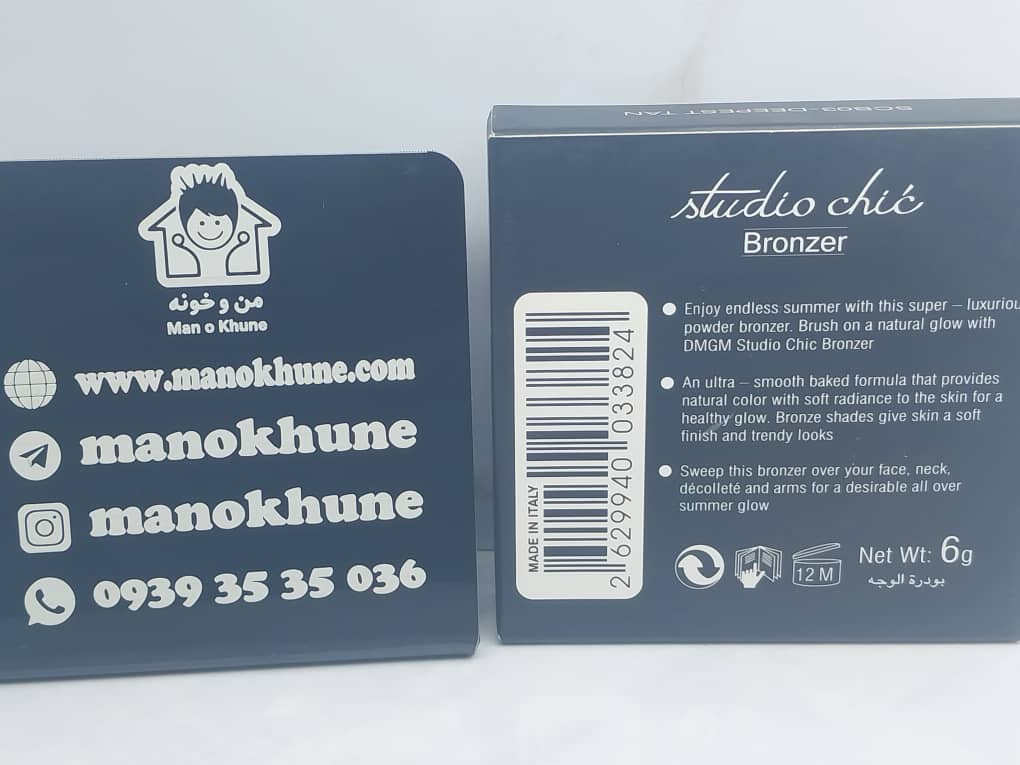 من و خونه
Man o Khune
www.manokhune.com
manokhune
manokhune
0939 35 35 036
SCB03-DEEPEST TAN
studio chic
Bronzer
Enjoy endless summer with this super – luxuriou
powder bronzer. Brush on a natural glow with
DMGM Studio Chic Bronzer
An ultra – smooth baked formula that provides
natural color with soft radiance to the skin for a
healthy glow. Bronze shades give skin a soft
finish and trendy looks
Sweep this bronzer over your face, neck,
décolleté and arms for a desirable all over
summer glow
MADE IN ITALY
2 629940 033824
12 M
Net Wt: 6g
بودرة الوجه